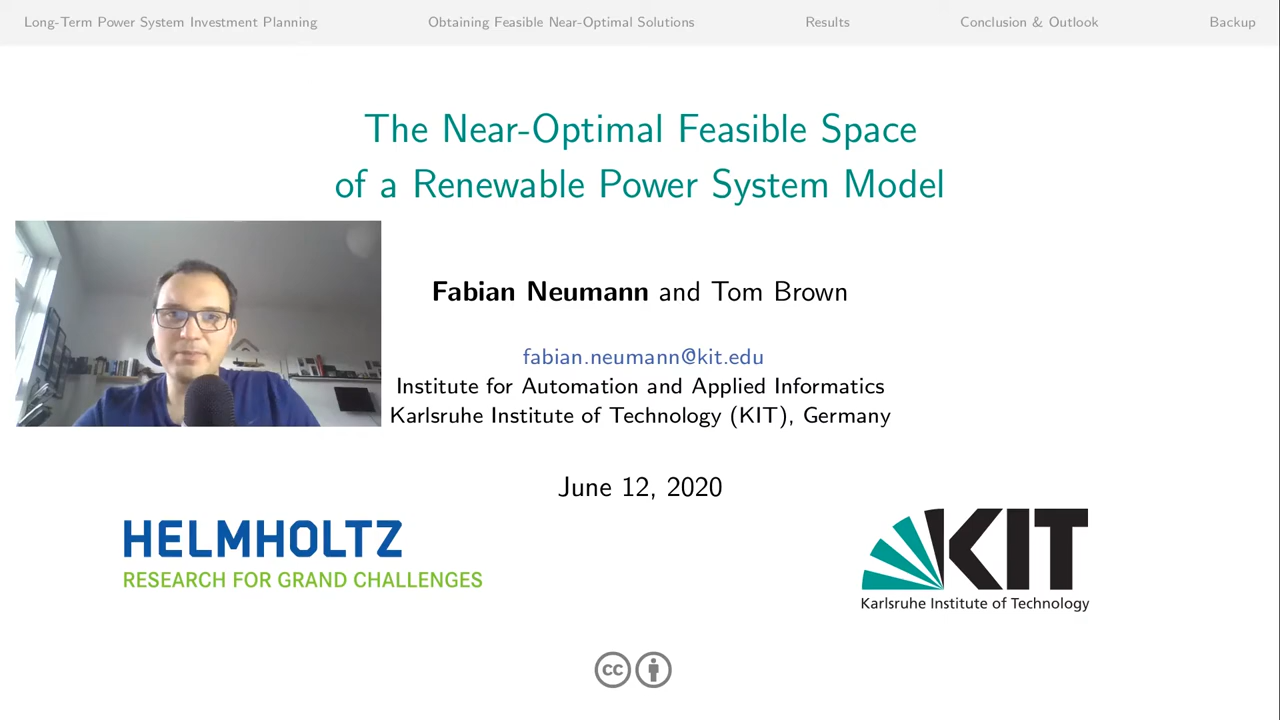 Long-Term Power System Investment Planning
Obtaining Feasible Near-Optimal Solutions
Results
Conclusion & Outlook
Backup
The Near-Optimal Feasible Space
of a Renewable Power System Model
Fabian Neumann and Tom Brown
fabian.neumann@kit.edu
Institute for Automation and Applied Informatics
Karlsruhe Institute of Technology (KIT), Germany
June 12, 2020
HELMHOLTZ
RESEARCH FOR GRAND CHALLENGES
KIT
Karlsruhe Institute of Technology
cc